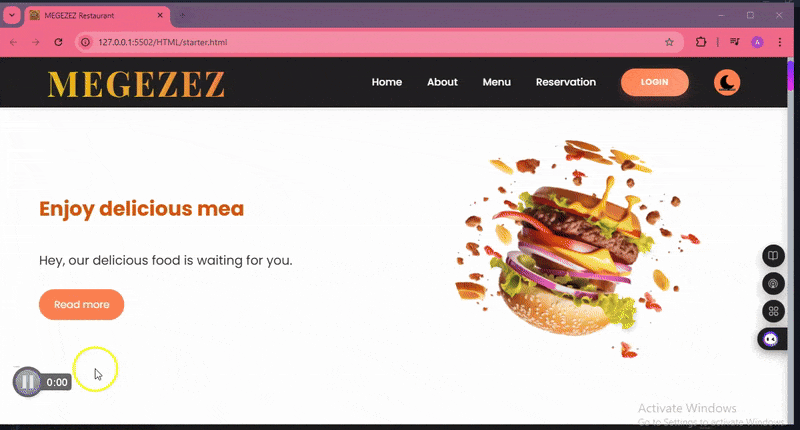 MEGEZEZ Restaurant
127.0.0.1:5502/HTML/starter.html
A
MEGEZEZ
Home About Menu Reservation LOGIN
Enjoy delicious mea
Hey, our delicious food is waiting for you.
Read more
0:00
Activate Windows
Go to Settings to activate Windows.